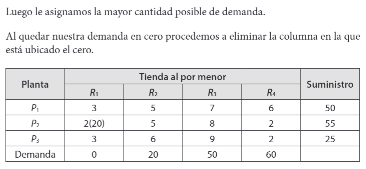 Luego le asignamos la mayor cantidad posible de demanda.
Al quedar nuestra demanda en cero procedemos a eliminar la columna en la que
está ubicado el cero.
Planta Tienda al por menor Suministro
R₁ R₂ R₃ R₄
P₁ 3 5 7 6 50
P₂ 2(20) 5 8 2 55
P₃ 3 6 9 2 25
Demanda 0 20 50 60